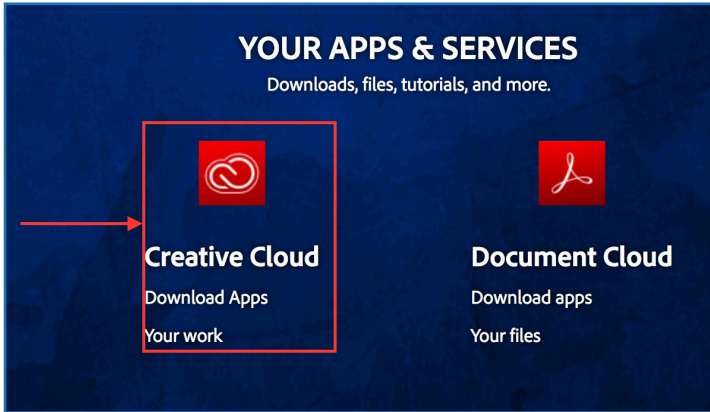 YOUR APPS & SERVICES
Downloads, files, tutorials, and more.
Creative Cloud
Download Apps
Your work
Document Cloud
Download apps
Your files